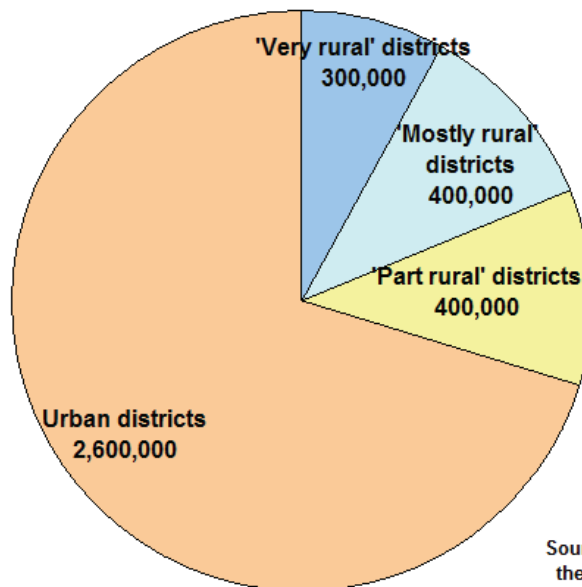 'Very rural' districts
300,000
'Mostly rural'
districts
400,000
'Part rural' districts
400,000
Urban districts
2,600,000
the